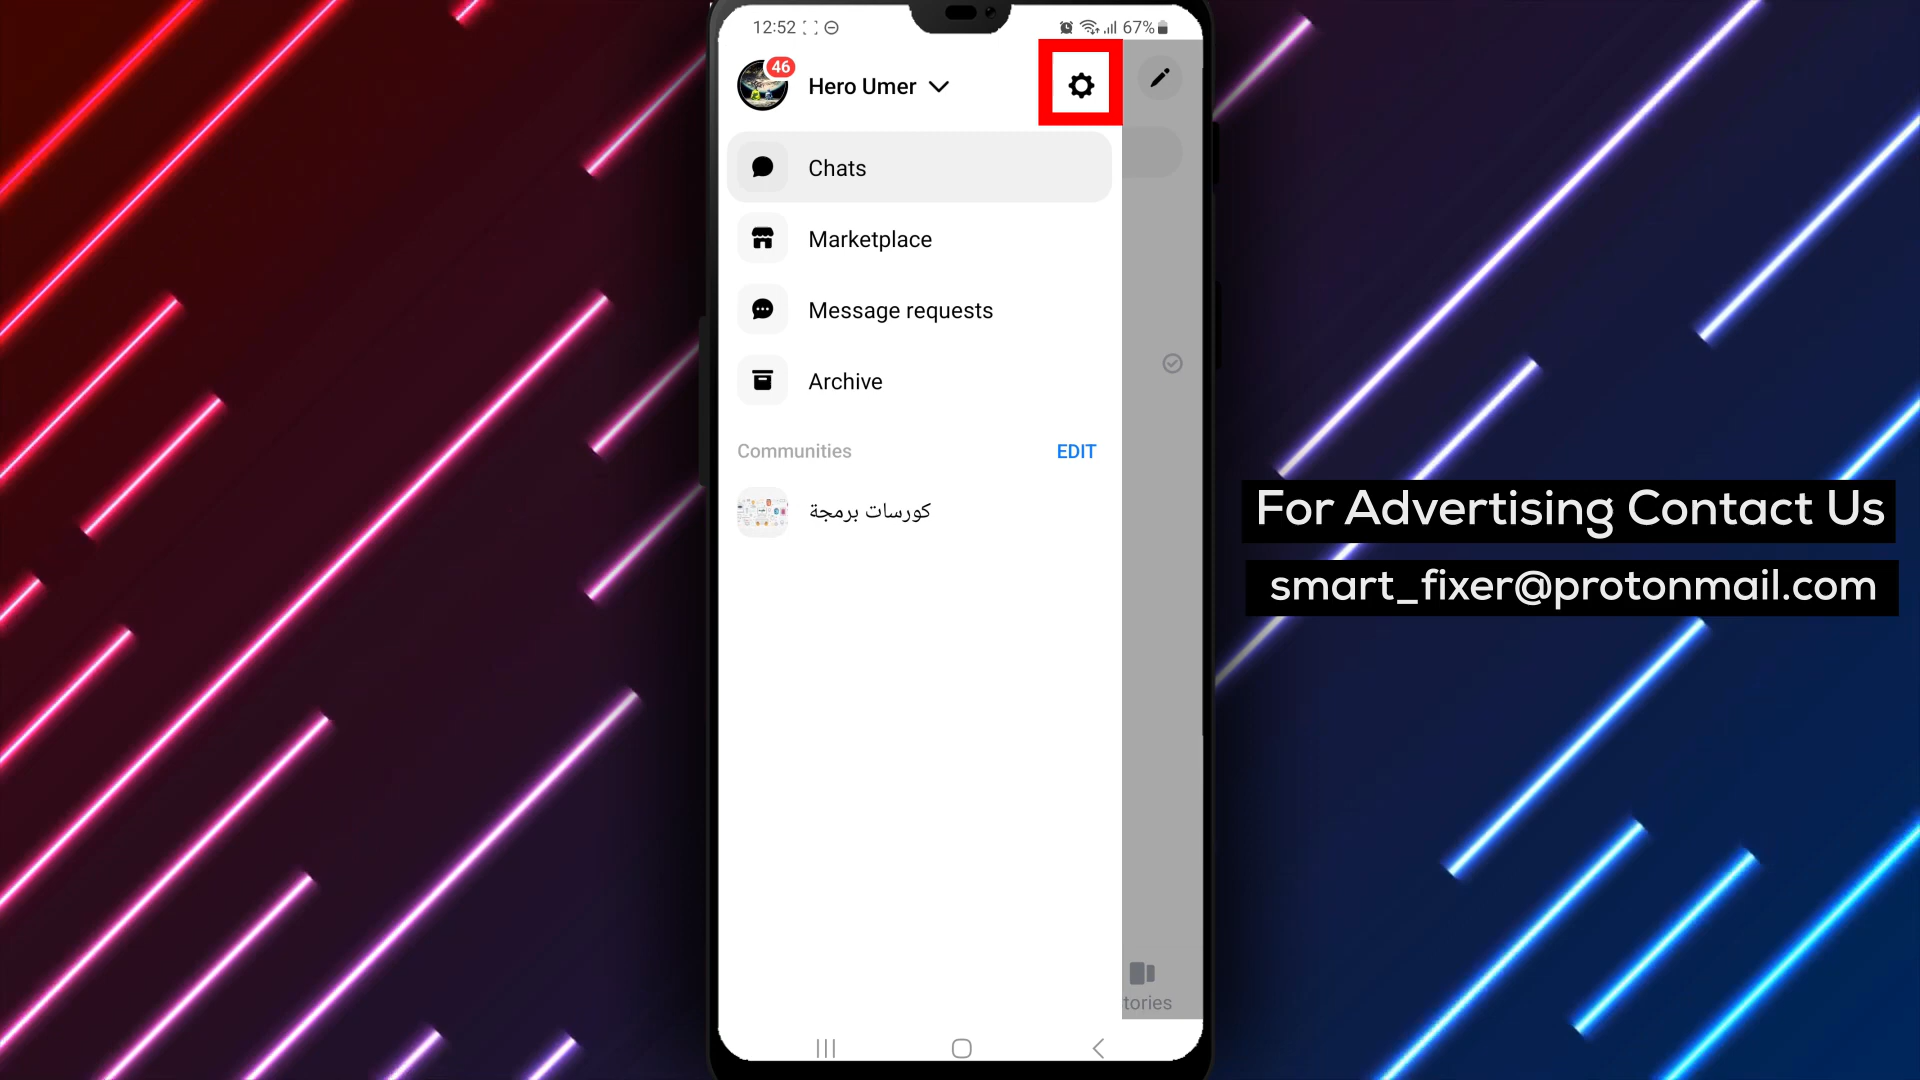 12:52
67%
46
Hero Umer
Chats
Marketplace
Message requests
Archive
Communities
EDIT
كورسات برمجة
For Advertising Contact Us
smart_fixer@protonmail.com
tories